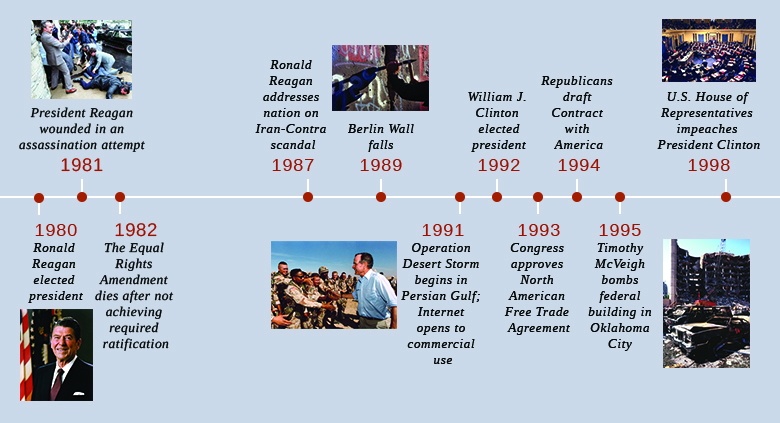 President Reagan
wounded in an
assassination attempt
1981
Ronald
Reagan
addresses
nation on
Iran-Contra
scandal
1987
Berlin Wall
falls
1989
William J.
Clinton
elected
president
1992
Republicans
draft
Contract
with
America
1994
U.S. House of
Representatives
impeaches
President Clinton
1998
1980
Ronald
Reagan
elected
president
1982
The Equal
Rights
Amendment
dies after not
achieving
required
ratification
1991
Operation
Desert Storm
begins in
Persian Gulf;
Internet
opens to
commercial
use
1993
Congress
approves
North
American
Free Trade
Agreement
1995
Timothy
McVeigh
bombs
federal
building in
Oklahoma
City